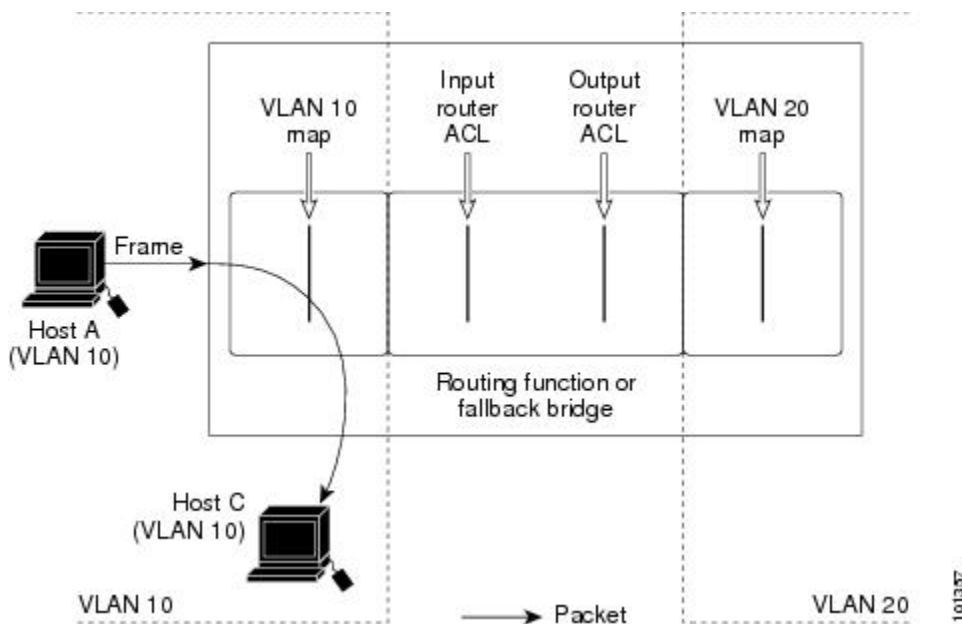 VLAN 10
map
Input
router
ACL
Output
router
ACL
VLAN 20
map
Frame
Host A
(VLAN 10)
Routing function or
fallback bridge
Host C
(VLAN 10)
VLAN 10
Packet
VLAN 20
101357